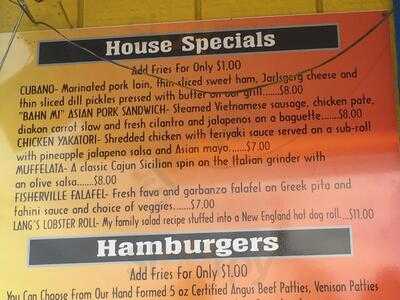 House Specials
Add Fries For Only $1.00
CUBANO- Marinated pork loin, thin-sliced sweet ham, Jarlsgerg cheese and
thin sliced dill pickles pressed with butter on our grill......$8.00
"BAHN MI" ASIAN PORK SANDWICH- Steamed Vietnamese sausage, chicken pate,
diakon carrot slaw and fresh cilantro and jalapenos on a baguette......$8.00
CHICKEN YAKATORI- Shredded chicken with teriyaki sauce served on a sub-roll
with pineapple jalapeno salsa and Asian mayo.....$7.00
MUFFELATA- A classic Cajun Sicilian spin on the Italian grinder with
an olive salsa......$8.00
FISHERVILLE FALAFEL- Fresh fava and garbanzo falafel on Greek pita and
tahini sauce and choice of veggies......$7.00
LANG'S LOBSTER ROLL- My family salad recipe stuffed into a New England hot dog roll....$11.00
Hamburgers
Add Fries For Only $1.00
You Can Choose From Our Hand Formed 5 oz Certified Angus Beef Patties, Venison Patties